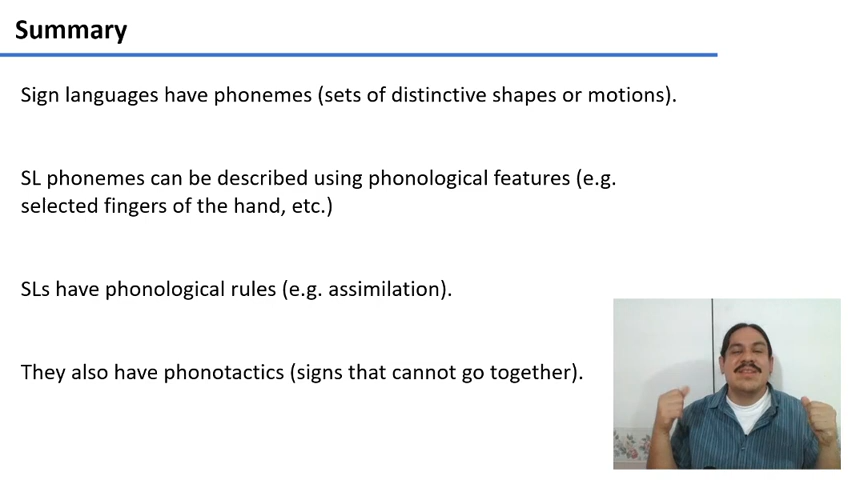 Summary
Sign languages have phonemes (sets of distinctive shapes or motions).
SL phonemes can be described using phonological features (e.g.
selected fingers of the hand, etc.)
SLs have phonological rules (e.g. assimilation).
They also have phonotactics (signs that cannot go together).